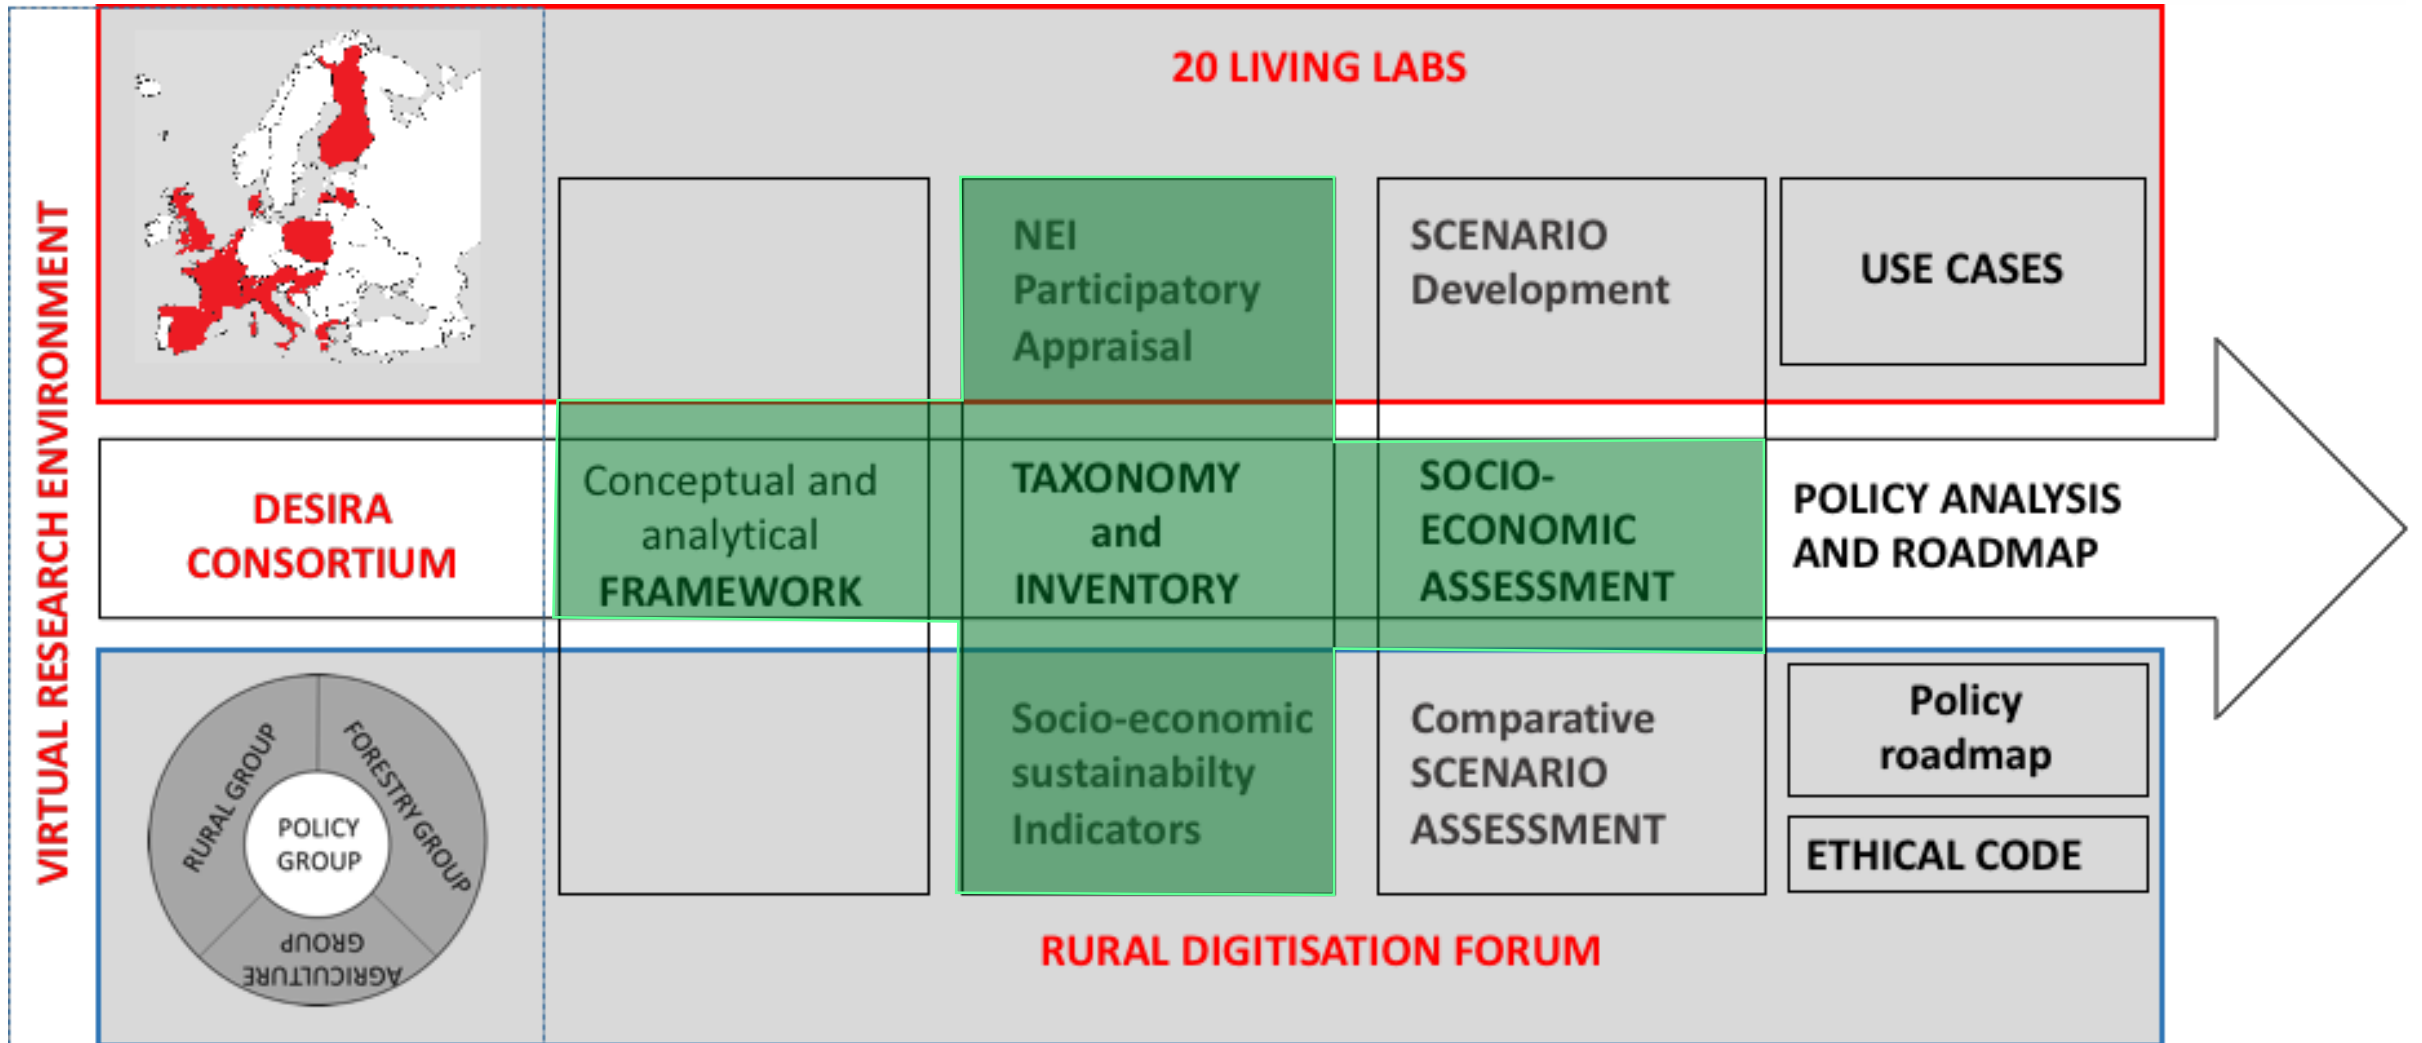 VIRTUAL RESEARCH ENVIRONMENT
20 LIVING LABS
NEI
Participatory
Appraisal
SCENARIO
Development
USE CASES
DESIRA
CONSORTIUM
Conceptual and
analytical
FRAMEWORK
TAXONOMY
and
INVENTORY
SOCIO-
ECONOMIC
ASSESSMENT
POLICY ANALYSIS
AND ROADMAP
RURAL GROUP
FORESTRY GROUP
POLICY
GROUP
AGRICULTURE
GROUP
Socio-economic
sustainabilty
Indicators
Comparative
SCENARIO
ASSESSMENT
Policy
roadmap
ETHICAL CODE
RURAL DIGITISATION FORUM